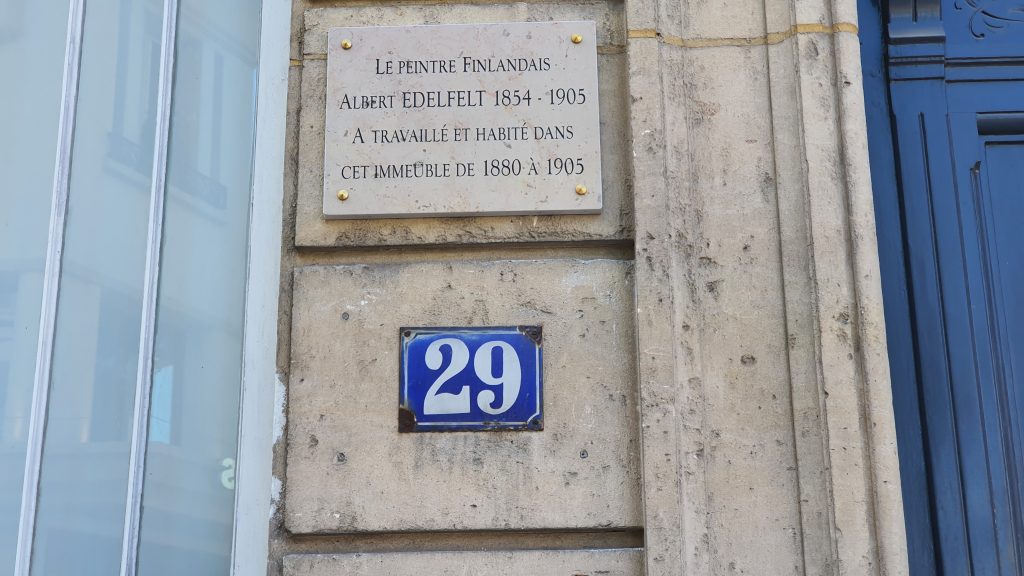 LE PEINTRE FINLANDAIS
ALBERT EDELFELT 1854 - 1905
A TRAVAILLÉ ET HABITÉ DANS
CET IMMEUBLE DE 1880 À 1905
29
S